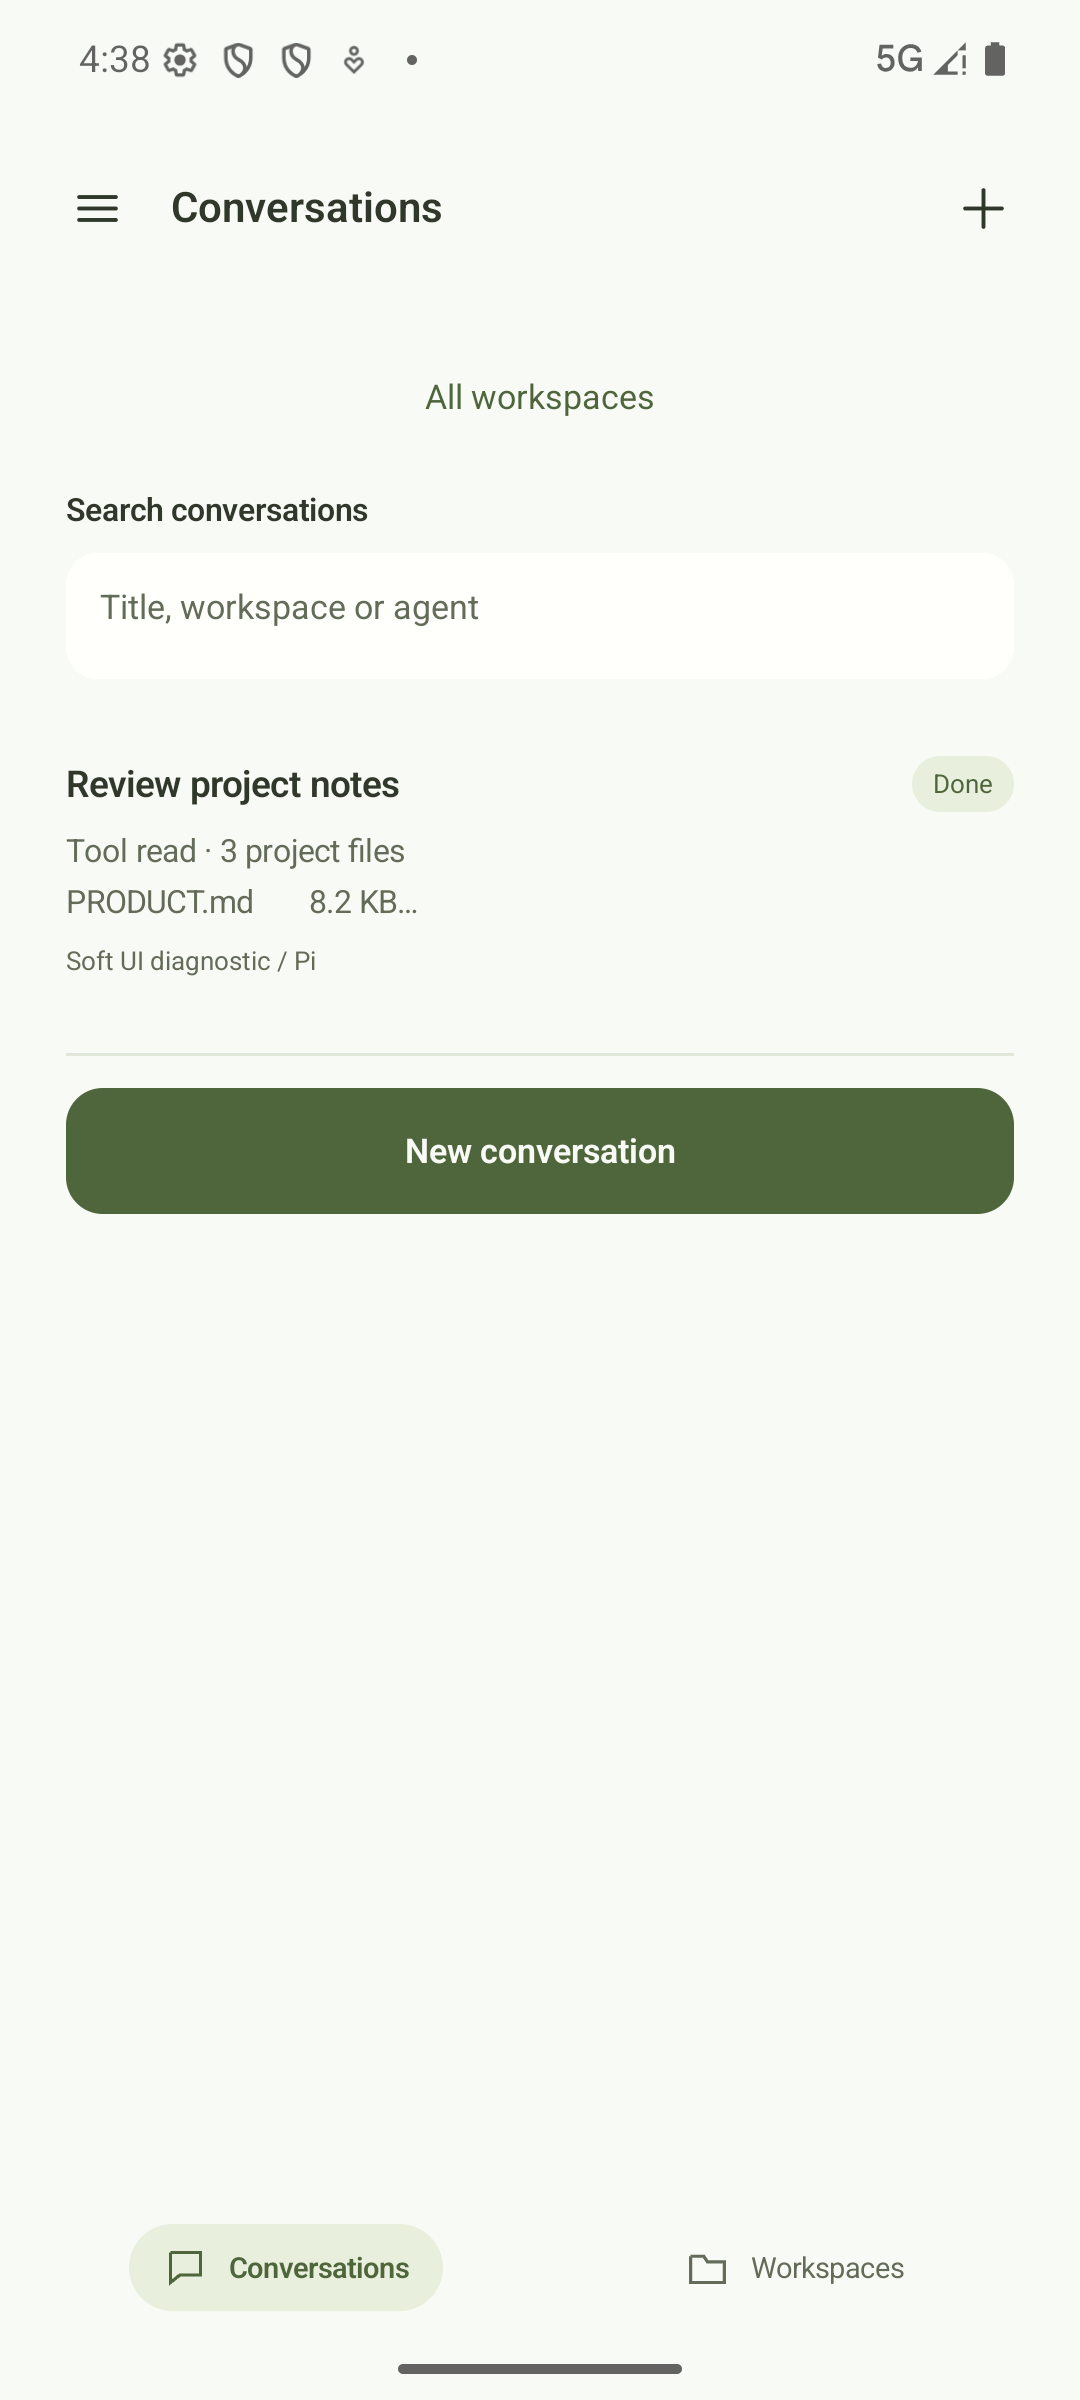 4:38
5G
Conversations
All workspaces
Search conversations
Title, workspace or agent
Review project notes
Done
Tool read · 3 project files
PRODUCT.md 8.2 KB...
Soft UI diagnostic / Pi
New conversation
Conversations
Workspaces